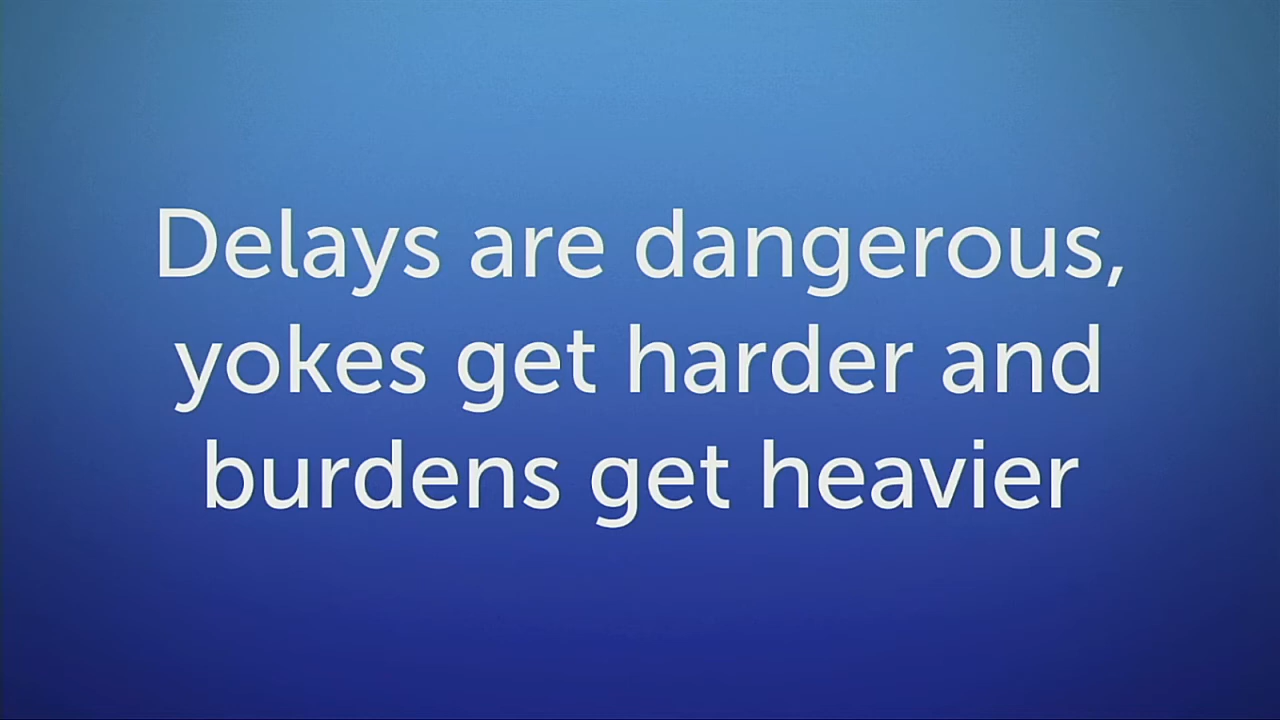 Delays are dangerous,
yokes get harder and
burdens get heavier